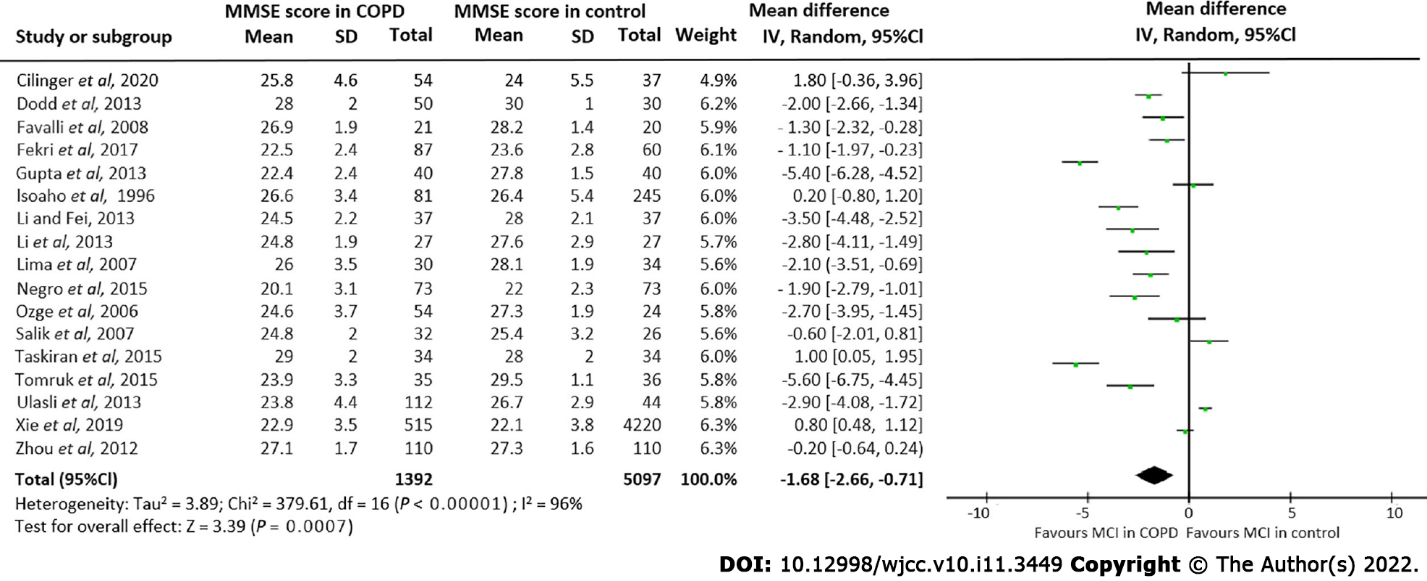 MMSE score in COPD MMSE score in control Mean difference Mean difference
Study or subgroup Mean SD Total Mean SD Total Weight IV, Random, 95%Cl IV, Random, 95%Cl
Cilinger et al, 2020 25.8 4.6 54 24 5.5 37 4.9% 1.80 [-0.36, 3.96]
Dodd et al, 2013 28 2 50 30 1 30 6.2% -2.00 [-2.66, -1.34]
Favalli et al, 2008 26.9 1.9 21 28.2 1.4 20 5.9% - 1.30 [-2.32, -0.28]
Fekri et al, 2017 22.5 2.4 87 23.6 2.8 60 6.1% - 1.10 [-1.97, -0.23]
Gupta et al, 2013 22.4 2.4 40 27.8 1.5 40 6.0% -5.40 [-6.28, -4.52]
Isoaho et al, 1996 26.6 3.4 81 26.4 5.4 245 6.0% 0.20 [-0.80, 1.20]
Li and Fei, 2013 24.5 2.2 37 28 2.1 37 6.0% -3.50 [-4.48, -2.52]
Li et al, 2013 24.8 1.9 27 27.6 2.9 27 5.7% -2.80 [-4.11, -1.49]
Lima et al, 2007 26 3.5 30 28.1 1.9 34 5.6% -2.10 (-3.51, -0.69]
Negro et al, 2015 20.1 3.1 73 22 2.3 73 6.0% - 1.90 [-2.79, -1.01]
Ozge et al, 2006 24.6 3.7 54 27.3 1.9 24 5.8% -2.70 [-3.95, -1.45]
Salik et al, 2007 24.8 2 32 25.4 3.2 26 5.6% -0.60 [-2.01, 0.81]
Taskiran et al, 2015 29 2 34 28 2 34 6.0% 1.00 [0.05, 1.95]
Tomruk et al, 2015 23.9 3.3 35 29.5 1.1 36 5.8% -5.60 [-6.75, -4.45]
Ulasli et al, 2013 23.8 4.4 112 26.7 2.9 44 5.8% -2.90 [-4.08, -1.72]
Xie et al, 2019 22.9 3.5 515 22.1 3.8 4220 6.3% 0.80 [0.48, 1.12]
Zhou et al, 2012 27.1 1.7 110 27.3 1.6 110 6.3% -0.20 [-0.64, 0.24)
Total (95%Cl) 1392 5097 100.0% -1.68 [-2.66, -0.71]
Heterogeneity: Tau² = 3.89; Chi² = 379.61, df = 16 (P < 0.00001) ; I² = 96%
Test for overall effect: Z = 3.39 (P = 0.0007)
-10 -5 0 5 10
Favours MCI in COPD Favours MCI in control
DOI: 10.12998/wjcc.v10.i11.3449 Copyright © The Author(s) 2022.